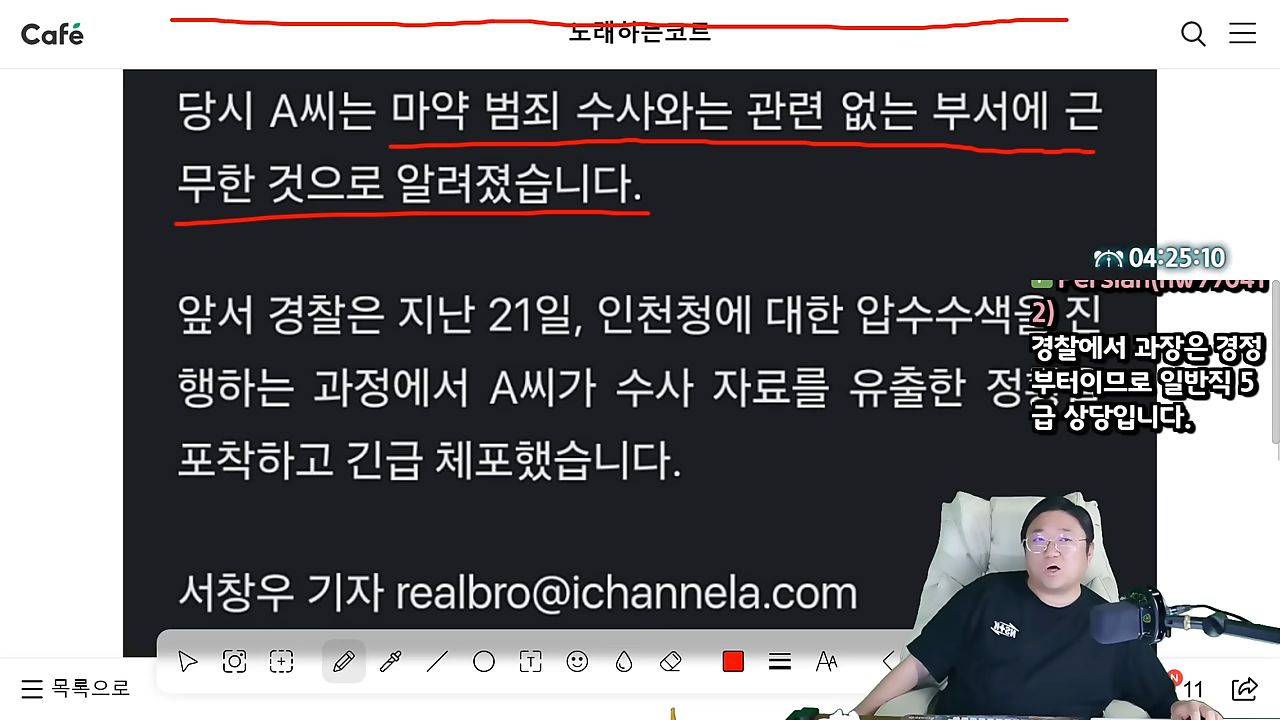 Café
노래하는코트
당시 A씨는 마약 범죄 수사와는 관련 없는 부서에 근
무한 것으로 알려졌습니다.
04:25:10
앞서 경찰은 지난 21일, 인천청에 대한 압수수색을 진
행하는 과정에서 A씨가 수사 자료를 유출한
포착하고 긴급 체포했습니다.
2)
경찰에서 과장은 경정
부터이므로 일반직 5
급 상당입니다.
서창우 기자 realbro@ichannela.com
T
AA
목록으로
N
11